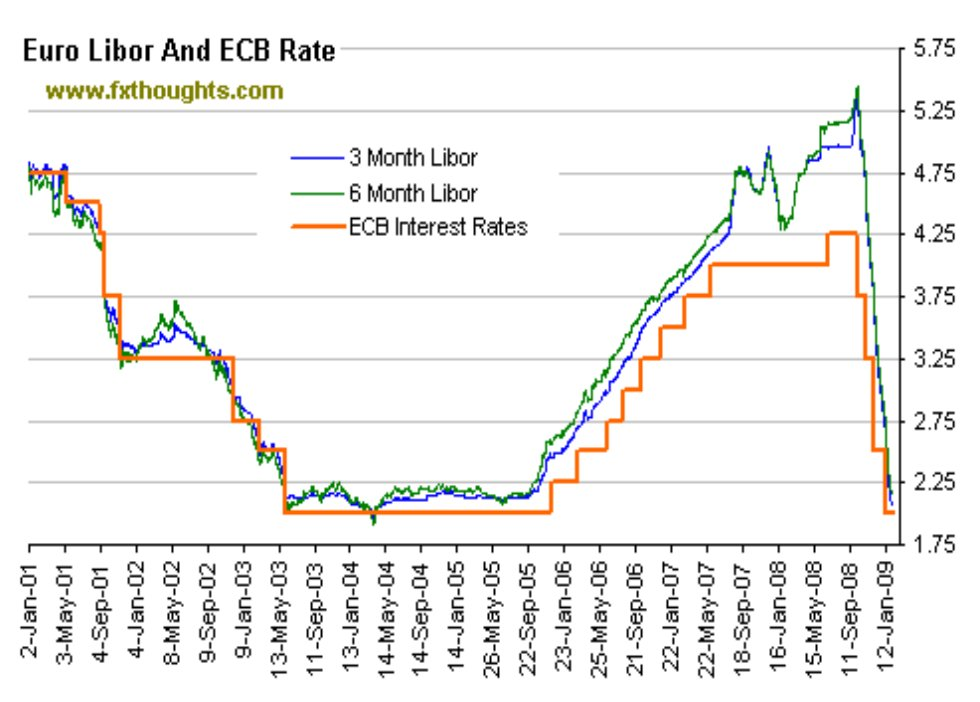 Euro Libor And ECB Rate
www.fxthoughts.com
3 Month Libor
6 Month Libor
ECB Interest Rates
5.75
5.25
4.75
4.25
3.75
3.25
2.75
2.25
1.75
2-Jan-01
3-May-01
4-Sep-01
4-Jan-02
8-May-02
9-Sep-02
9-Jan-03
13-May-03
11-Sep-03
13-Jan-04
14-May-04
14-Sep-04
14-Jan-05
26-May-05
22-Sep-05
23-Jan-06
25-May-06
21-Sep-06
22-Jan-07
22-May-07
18-Sep-07
16-Jan-08
15-May-08
11-Sep-08
12-Jan-09